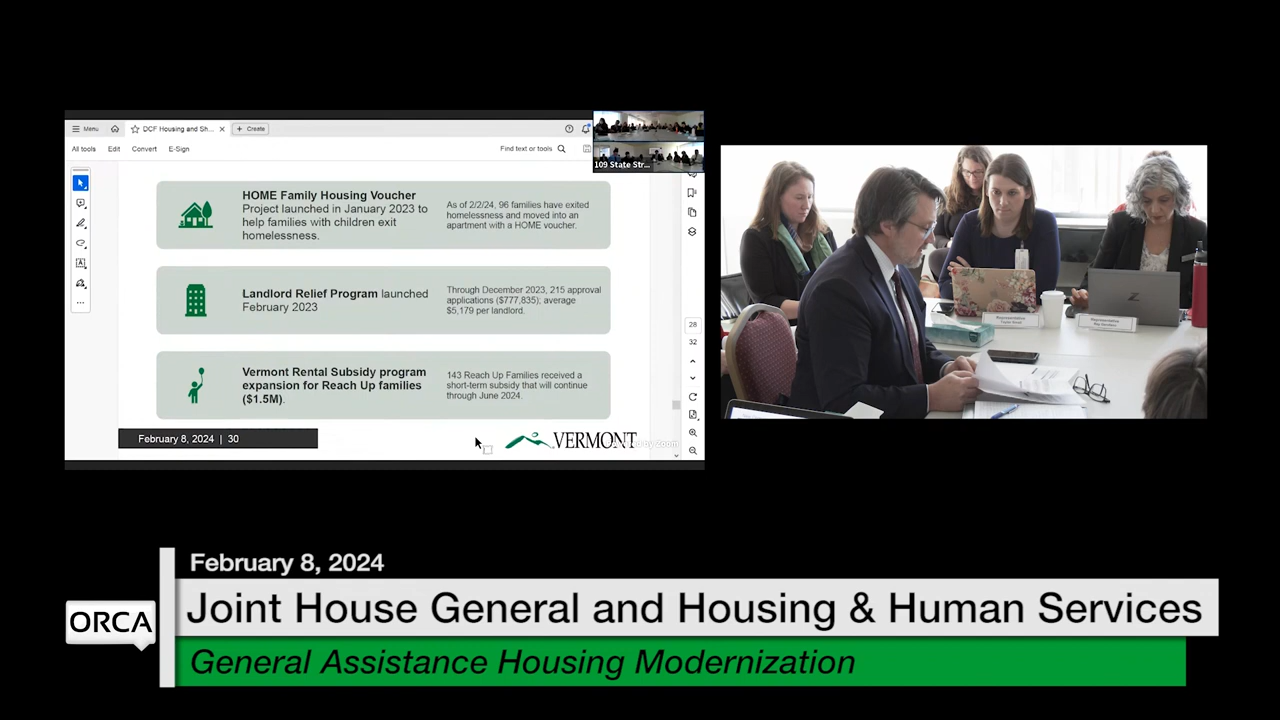 Menu
DCF Housing and Sh...
Create
All tools
Edit
Convert
E-Sign
Find text or tools
109 State Str...
HOME Family Housing Voucher
Project launched in January 2023 to
help families with children exit
homelessness.
As of 2/2/24, 96 families have exited
homelessness and moved into an
apartment with a HOME voucher.
Landlord Relief Program launched
February 2023
Through December 2023, 215 approval
applications ($777,835); average
$5,179 per landlord.
Vermont Rental Subsidy program
expansion for Reach Up families
($1.5M).
143 Reach Up Families received a
short-term subsidy that will continue
through June 2024.
28
32
February 8, 2024 | 30
VERMONT
Representative
Representative
February 8, 2024
ORCA
Joint House General and Housing & Human Services
General Assistance Housing Modernization